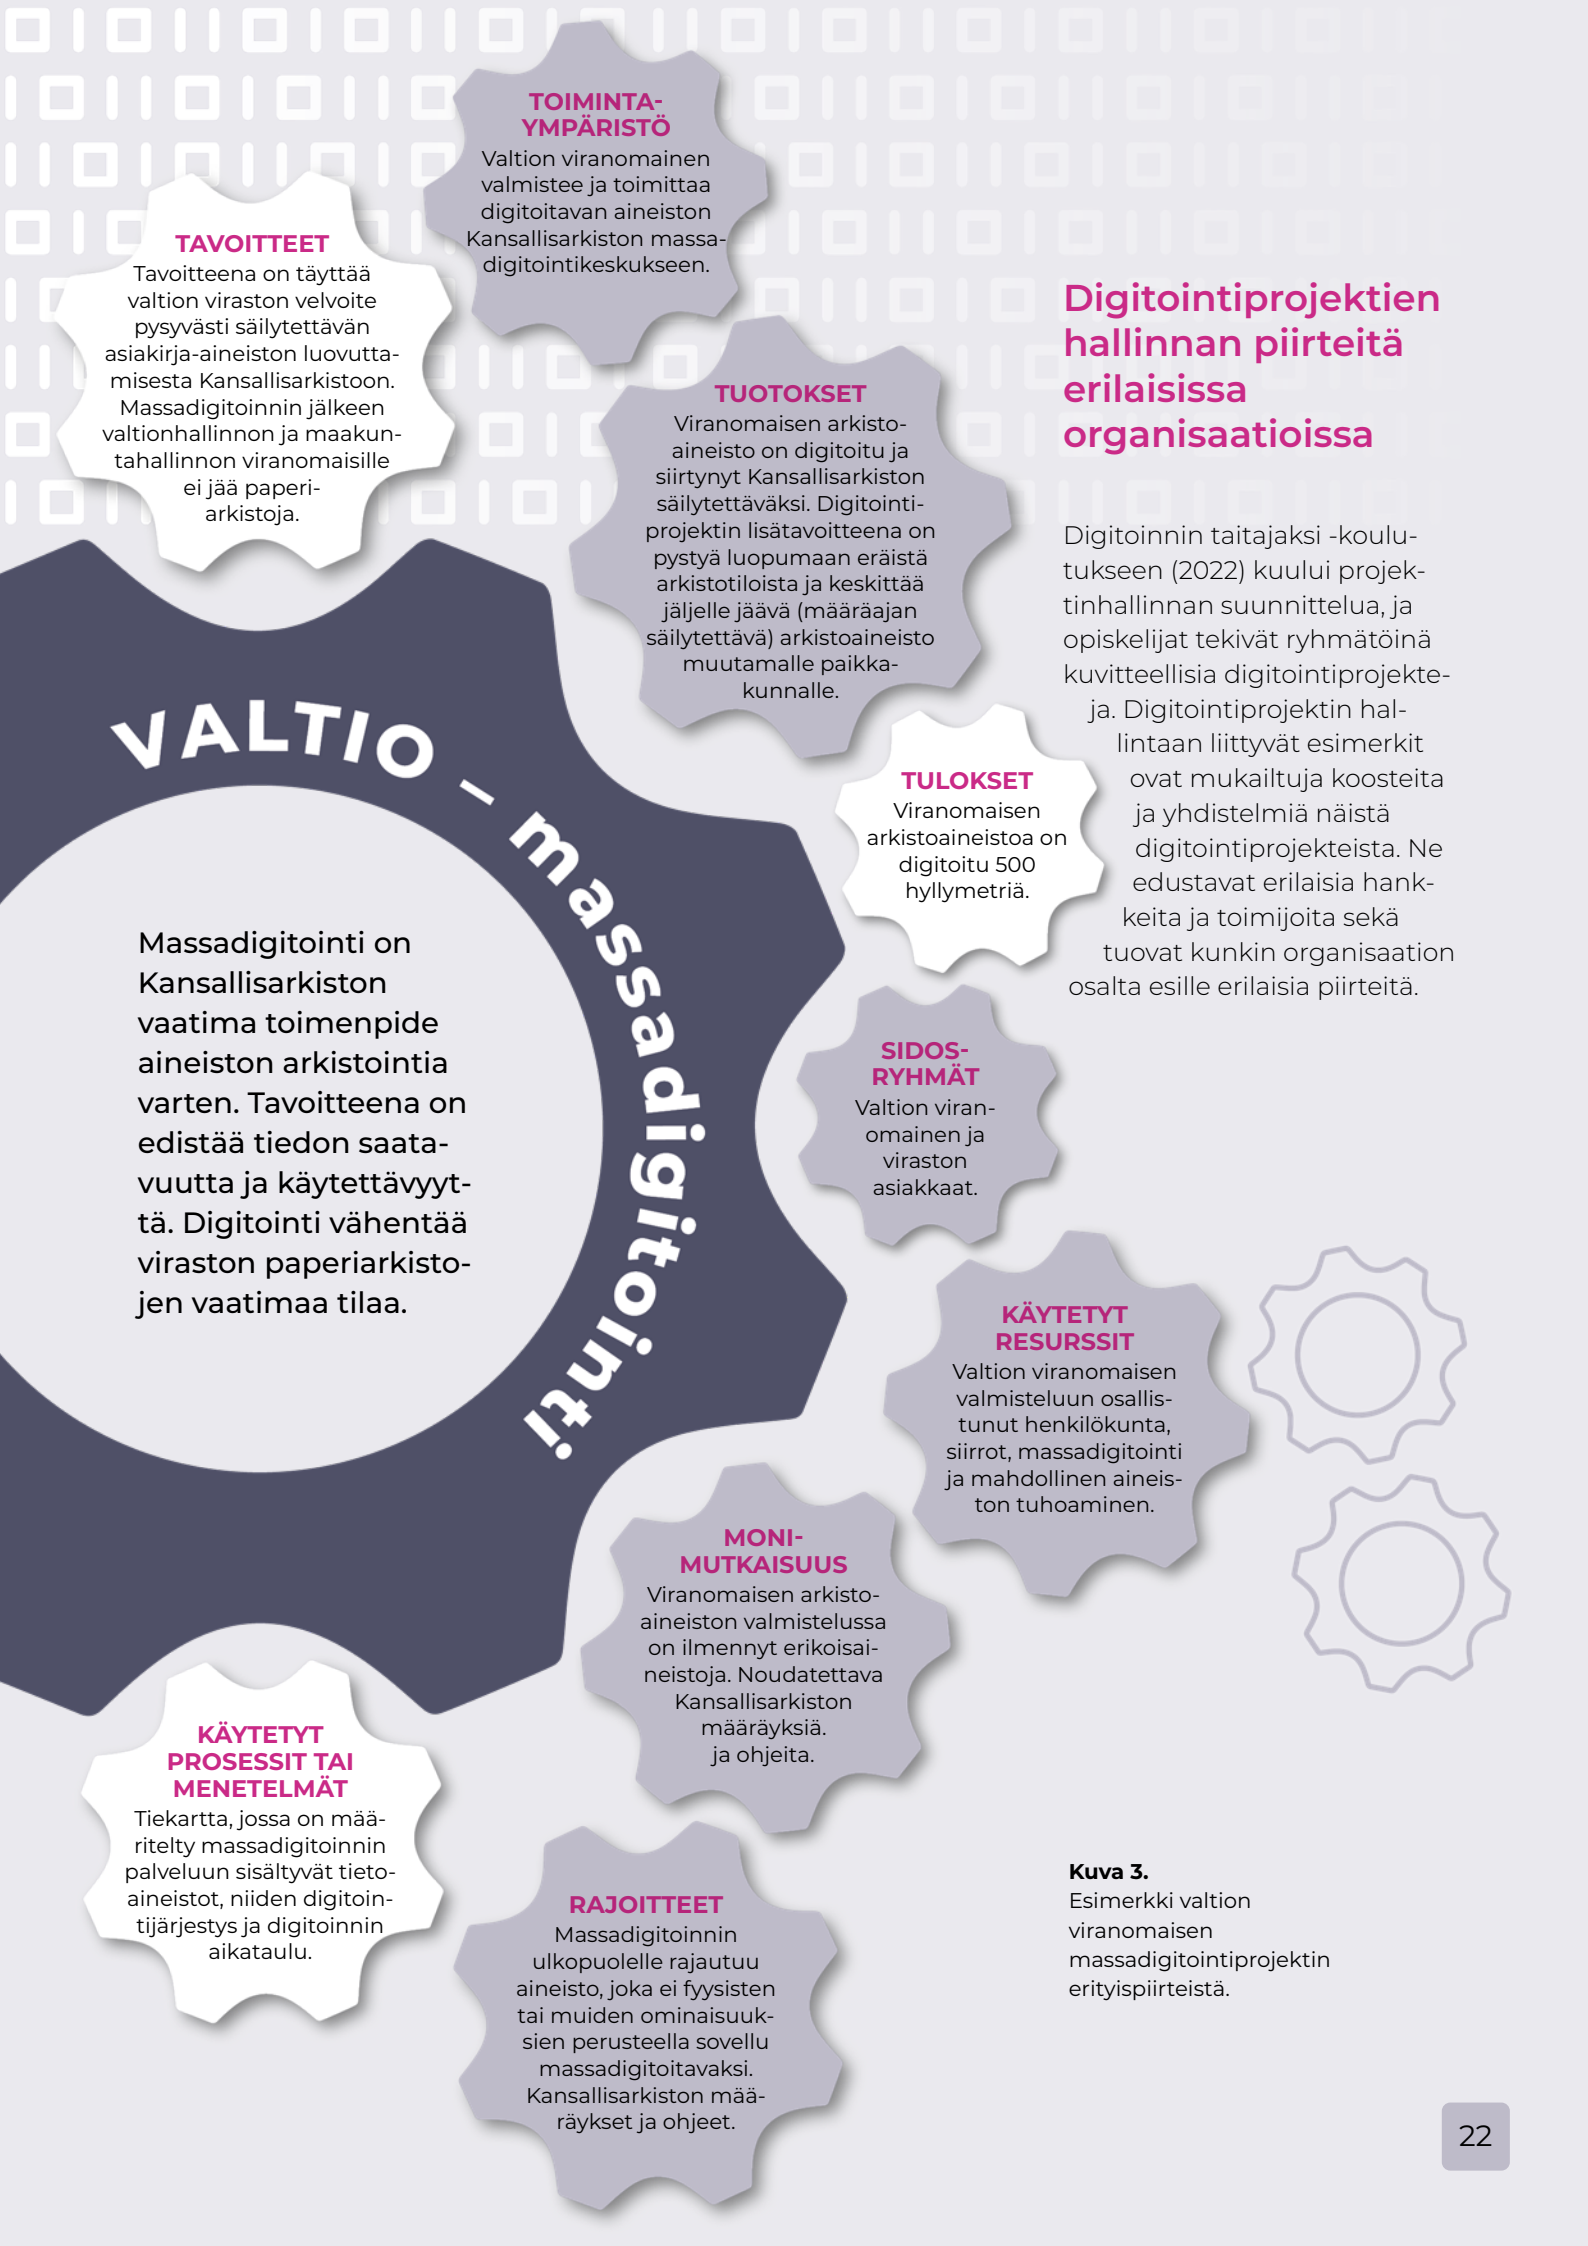 TOIMINTA-
YMPÄRISTÖ
Valtion viranomainen
valmistee ja toimittaa
digitoitavan aineiston
Kansallisarkiston massa-
digitointikeskukseen.
TAVOITTEET
Tavoitteena on täyttää
valtion viraston velvoite
pysyvästi säilytettävän
asiakirja-aineiston luovutta-
misesta Kansallisarkistoon.
Massadigitoinnin jälkeen
valtionhallinnon ja maakun-
tahallinnon viranomaisille
ei jää paperi-
arkistoja.
TUOTOKSET
Viranomaisen arkisto-
aineisto on digitoitu ja
siirtynyt Kansallisarkiston
säilytettäväksi. Digitointi-
projektin lisätavoitteena on
pystyä luopumaan eräistä
arkistotiloista ja keskittää
jäljelle jäävä (määräajan
säilytettävä) arkistoaineisto
muutamalle paikka-
kunnalle.
Digitointiprojektien
hallinnan piirteitä
erilaisissa
organisaatioissa
Digitoinnin taitajaksi -koulu-
tukseen (2022) kuului projek-
tinhallinnan suunnittelua, ja
opiskelijat tekivät ryhmätöinä
kuvitteellisia digitointiprojekte-
ja. Digitointiprojektin hal-
lintaan liittyvät esimerkit
ovat mukailtuja koosteita
ja yhdistelmiä näistä
digitointiprojekteista. Ne
edustavat erilaisia hank-
keita ja toimijoita sekä
tuovat kunkin organisaation
osalta esille erilaisia piirteitä.
VALTIO – massadigitointi
Massadigitointi on
Kansallisarkiston
vaatima toimenpide
aineiston arkistointia
varten. Tavoitteena on
edistää tiedon saata-
vuutta ja käytettävyyt-
tä. Digitointi vähentää
viraston paperiarkisto-
jen vaatimaa tilaa.
TULOKSET
Viranomaisen
arkistoaineistoa on
digitoitu 500
hyllymetriä.
SIDOS-
RYHMÄT
Valtion viran-
omainen ja
viraston
asiakkaat.
KÄYTETYT
RESURSSIT
Valtion viranomaisen
valmisteluun osallis-
tunut henkilökunta,
siirrot, massadigitointi
ja mahdollinen aineis-
ton tuhoaminen.
MONI-
MUTKAISUUS
Viranomaisen arkisto-
aineiston valmistelussa
on ilmennyt erikoisai-
neistoja. Noudatettava
Kansallisarkiston
määräyksiä.
ja ohjeita.
KÄYTETYT
PROSESSIT TAI
MENETELMÄT
Tiekartta, jossa on mää-
ritelty massadigitoinnin
palveluun sisältyvät tieto-
aineistot, niiden digitoin-
tijärjestys ja digitoinnin
aikataulu.
RAJOITTEET
Massadigitoinnin
ulkopuolelle rajautuu
aineisto, joka ei fyysisten
tai muiden ominaisuuk-
sien perusteella sovellu
massadigitoitavaksi.
Kansallisarkiston mää-
räykset ja ohjeet.
Kuva 3.
Esimerkki valtion
viranomaisen
massadigitointiprojektin
erityispiirteistä.
22